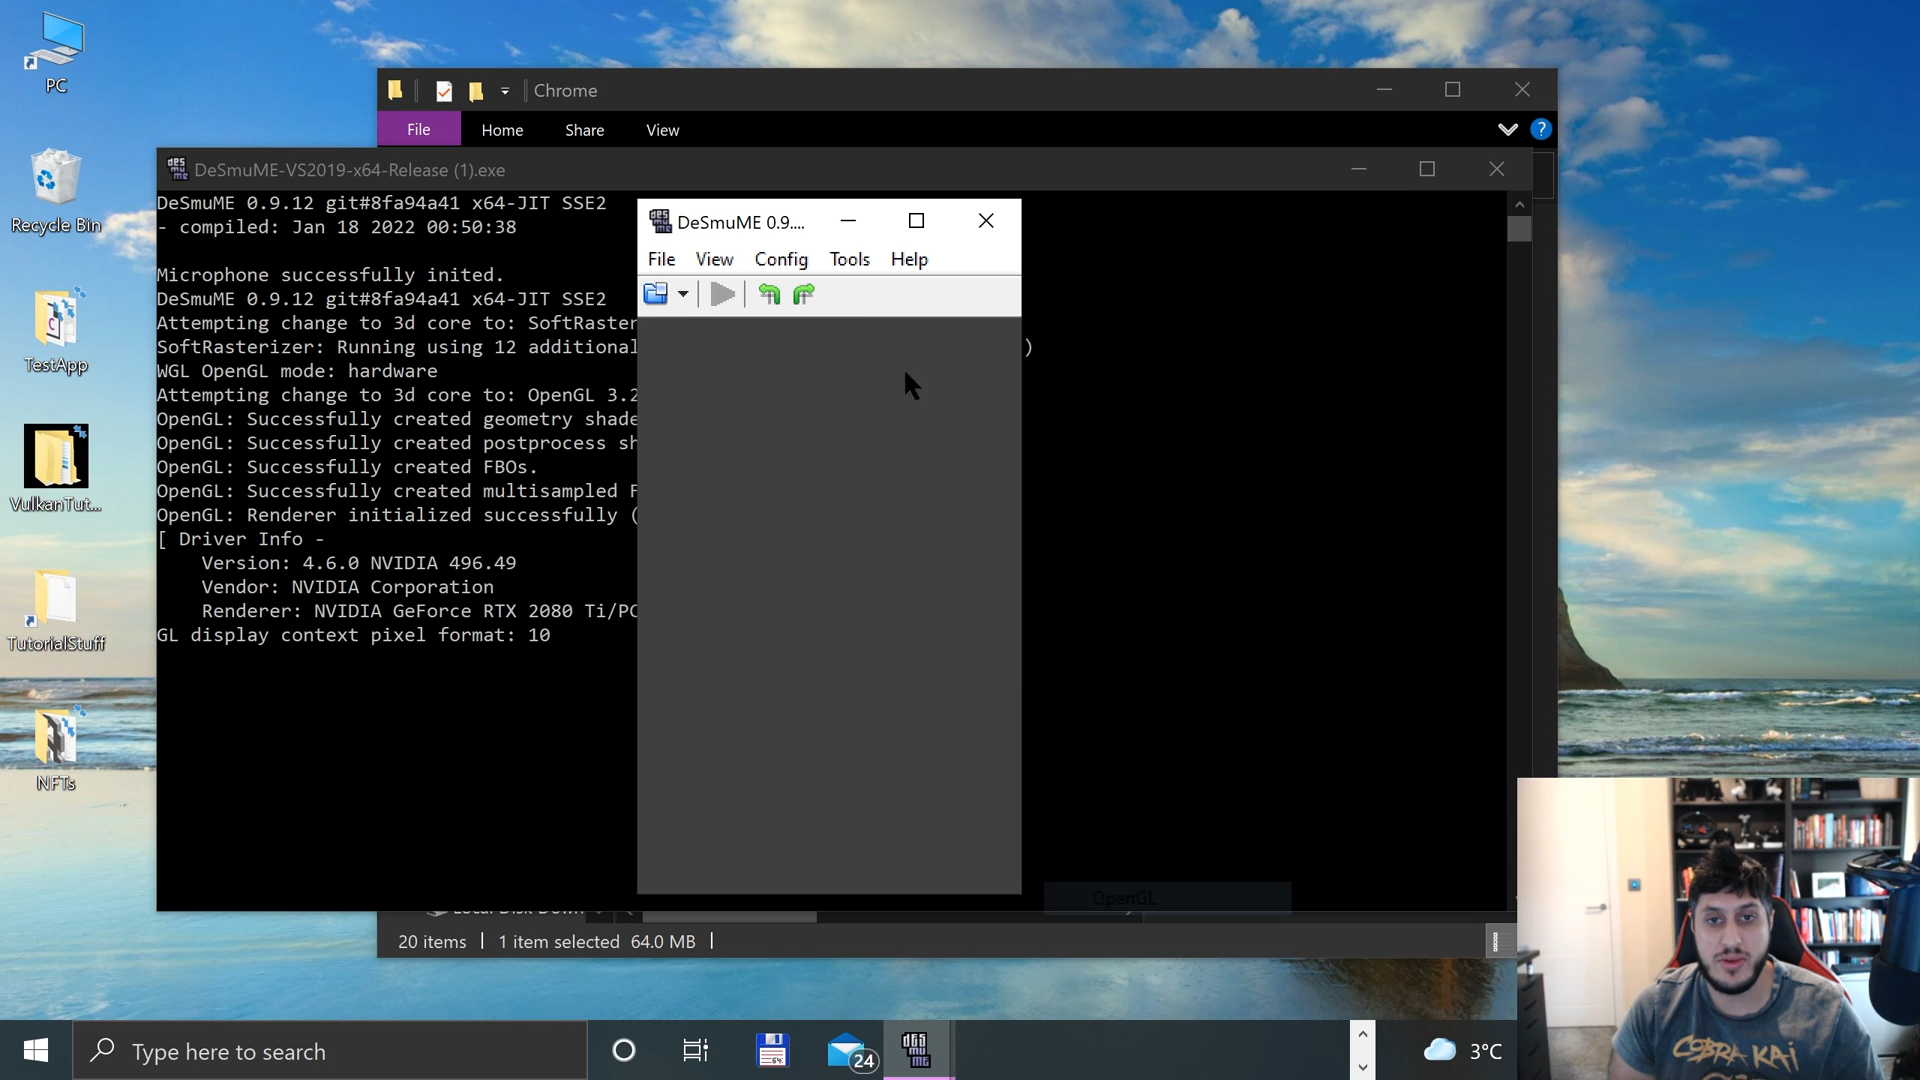 PC
Recycle Bin
TestApp
VulkanTut...
TutorialStuff
NFTs
Chrome
File Home Share View
DeSmuME-VS2019-x64-Release (1).exe
DeSmuME 0.9.12 git#8fa94a41 x64-JIT SSE2
- compiled: Jan 18 2022 00:50:38
Microphone successfully inited.
DeSmuME 0.9.12 git#8fa94a41 x64-JIT SSE2
Attempting change to 3d core to: SoftRaster
SoftRasterizer: Running using 12 additional )
WGL OpenGL mode: hardware
Attempting change to 3d core to: OpenGL 3.2
OpenGL: Successfully created geometry shade
OpenGL: Successfully created postprocess sh
OpenGL: Successfully created FBOs.
OpenGL: Successfully created multisampled F
OpenGL: Renderer initialized successfully (
[ Driver Info -
Version: 4.6.0 NVIDIA 496.49
Vendor: NVIDIA Corporation
Renderer: NVIDIA GeForce RTX 2080 Ti/PC
GL display context pixel format: 10
DeSmuME 0.9....
File View Config Tools Help
OpenGL
20 items 1 item selected 64.0 MB
Type here to search
64
24
3°C
COBRA KAI